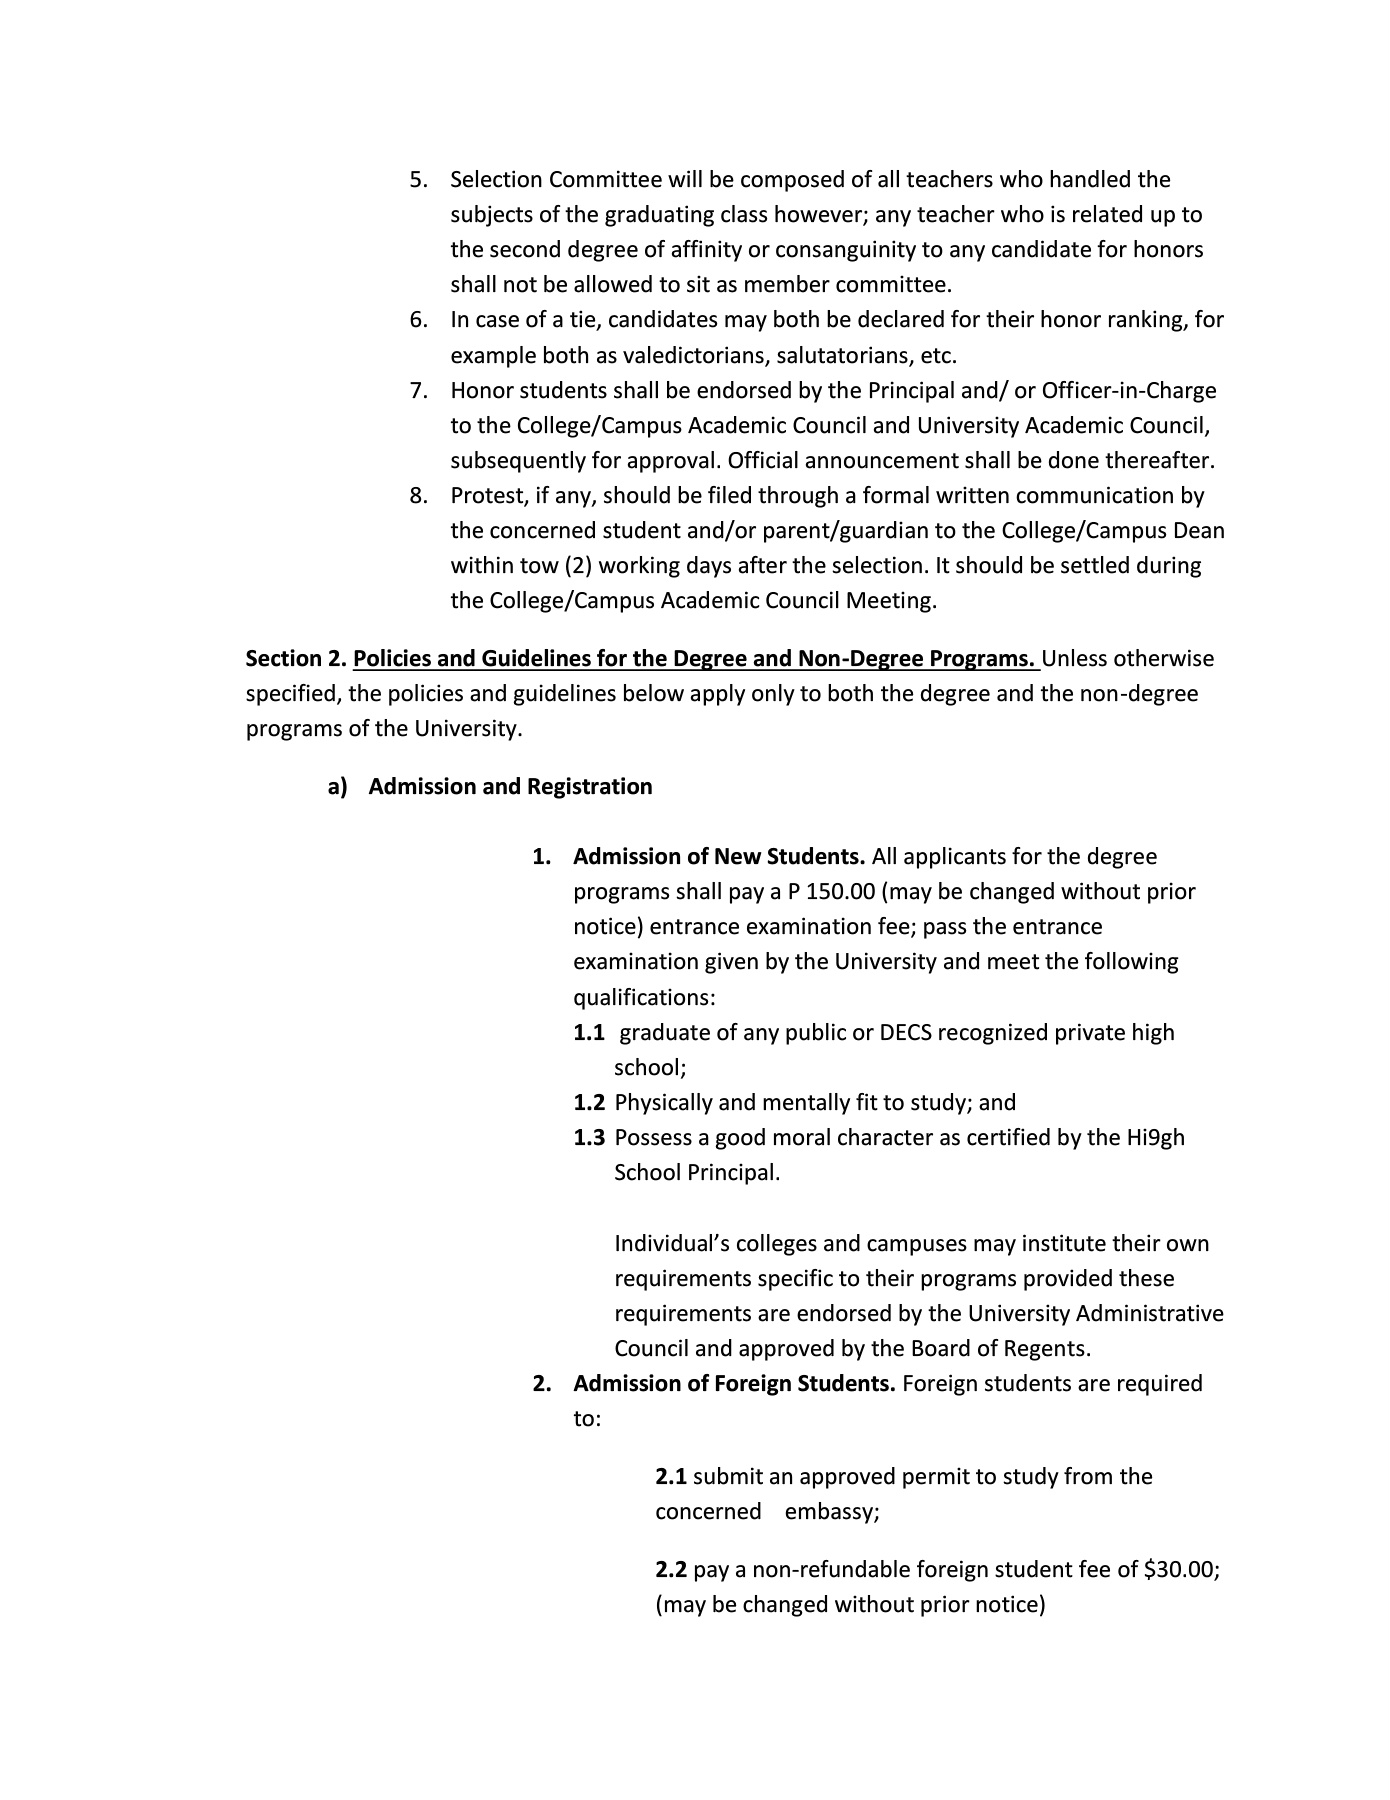 5. Selection Committee will be composed of all teachers who handled the
subjects of the graduating class however; any teacher who is related up to
the second degree of affinity or consanguinity to any candidate for honors
shall not be allowed to sit as member committee.
6. In case of a tie, candidates may both be declared for their honor ranking, for
example both as valedictorians, salutatorians, etc.
7. Honor students shall be endorsed by the Principal and/ or Officer-in-Charge
to the College/Campus Academic Council and University Academic Council,
subsequently for approval. Official announcement shall be done thereafter.
8. Protest, if any, should be filed through a formal written communication by
the concerned student and/or parent/guardian to the College/Campus Dean
within tow (2) working days after the selection. It should be settled during
the College/Campus Academic Council Meeting.
Section 2. Policies and Guidelines for the Degree and Non-Degree Programs. Unless otherwise
specified, the policies and guidelines below apply only to both the degree and the non-degree
programs of the University.
a) Admission and Registration
1. Admission of New Students. All applicants for the degree
programs shall pay a P 150.00 (may be changed without prior
notice) entrance examination fee; pass the entrance
examination given by the University and meet the following
qualifications:
1.1 graduate of any public or DECS recognized private high
school;
1.2 Physically and mentally fit to study; and
1.3 Possess a good moral character as certified by the Hi9gh
School Principal.
Individual’s colleges and campuses may institute their own
requirements specific to their programs provided these
requirements are endorsed by the University Administrative
Council and approved by the Board of Regents.
2. Admission of Foreign Students. Foreign students are required
to:
2.1 submit an approved permit to study from the
concerned embassy;
2.2 pay a non-refundable foreign student fee of $30.00;
(may be changed without prior notice)